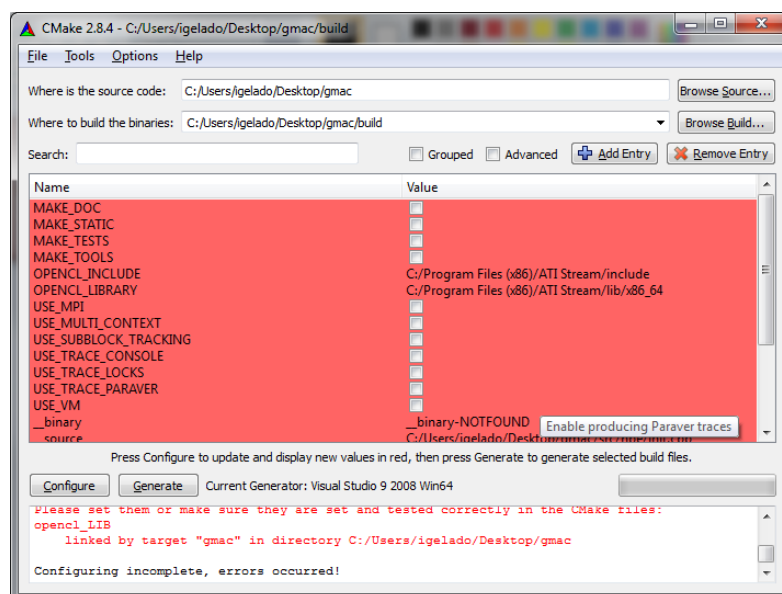 CMake 2.8.4 - C:/Users/igelado/Desktop/gmac/build
File Tools Options Help
Where is the source code: C:/Users/igelado/Desktop/gmac Browse Source...
Where to build the binaries: C:/Users/igelado/Desktop/gmac/build Browse Build...
Search: Grouped Advanced Add Entry Remove Entry
Name Value
MAKE_DOC
MAKE_STATIC
MAKE_TESTS
MAKE_TOOLS
OPENCL_INCLUDE C:/Program Files (x86)/ATI Stream/include
OPENCL_LIBRARY C:/Program Files (x86)/ATI Stream/lib/x86_64
USE_MPI
USE_MULTI_CONTEXT
USE_SUBBLOCK_TRACKING
USE_TRACE_CONSOLE
USE_TRACE_LOCKS
USE_TRACE_PARAVER
USE_VM
__binary __binary-NOTFOUND
Enable producing Paraver traces
__source
Press Configure to update and display new values in red, then press Generate to generate selected build files.
Configure Generate Current Generator: Visual Studio 9 2008 Win64
Please set them or make sure they are set and tested correctly in the CMake files:
opencl_LIB
linked by target "gmac" in directory C:/Users/igelado/Desktop/gmac
Configuring incomplete, errors occurred!